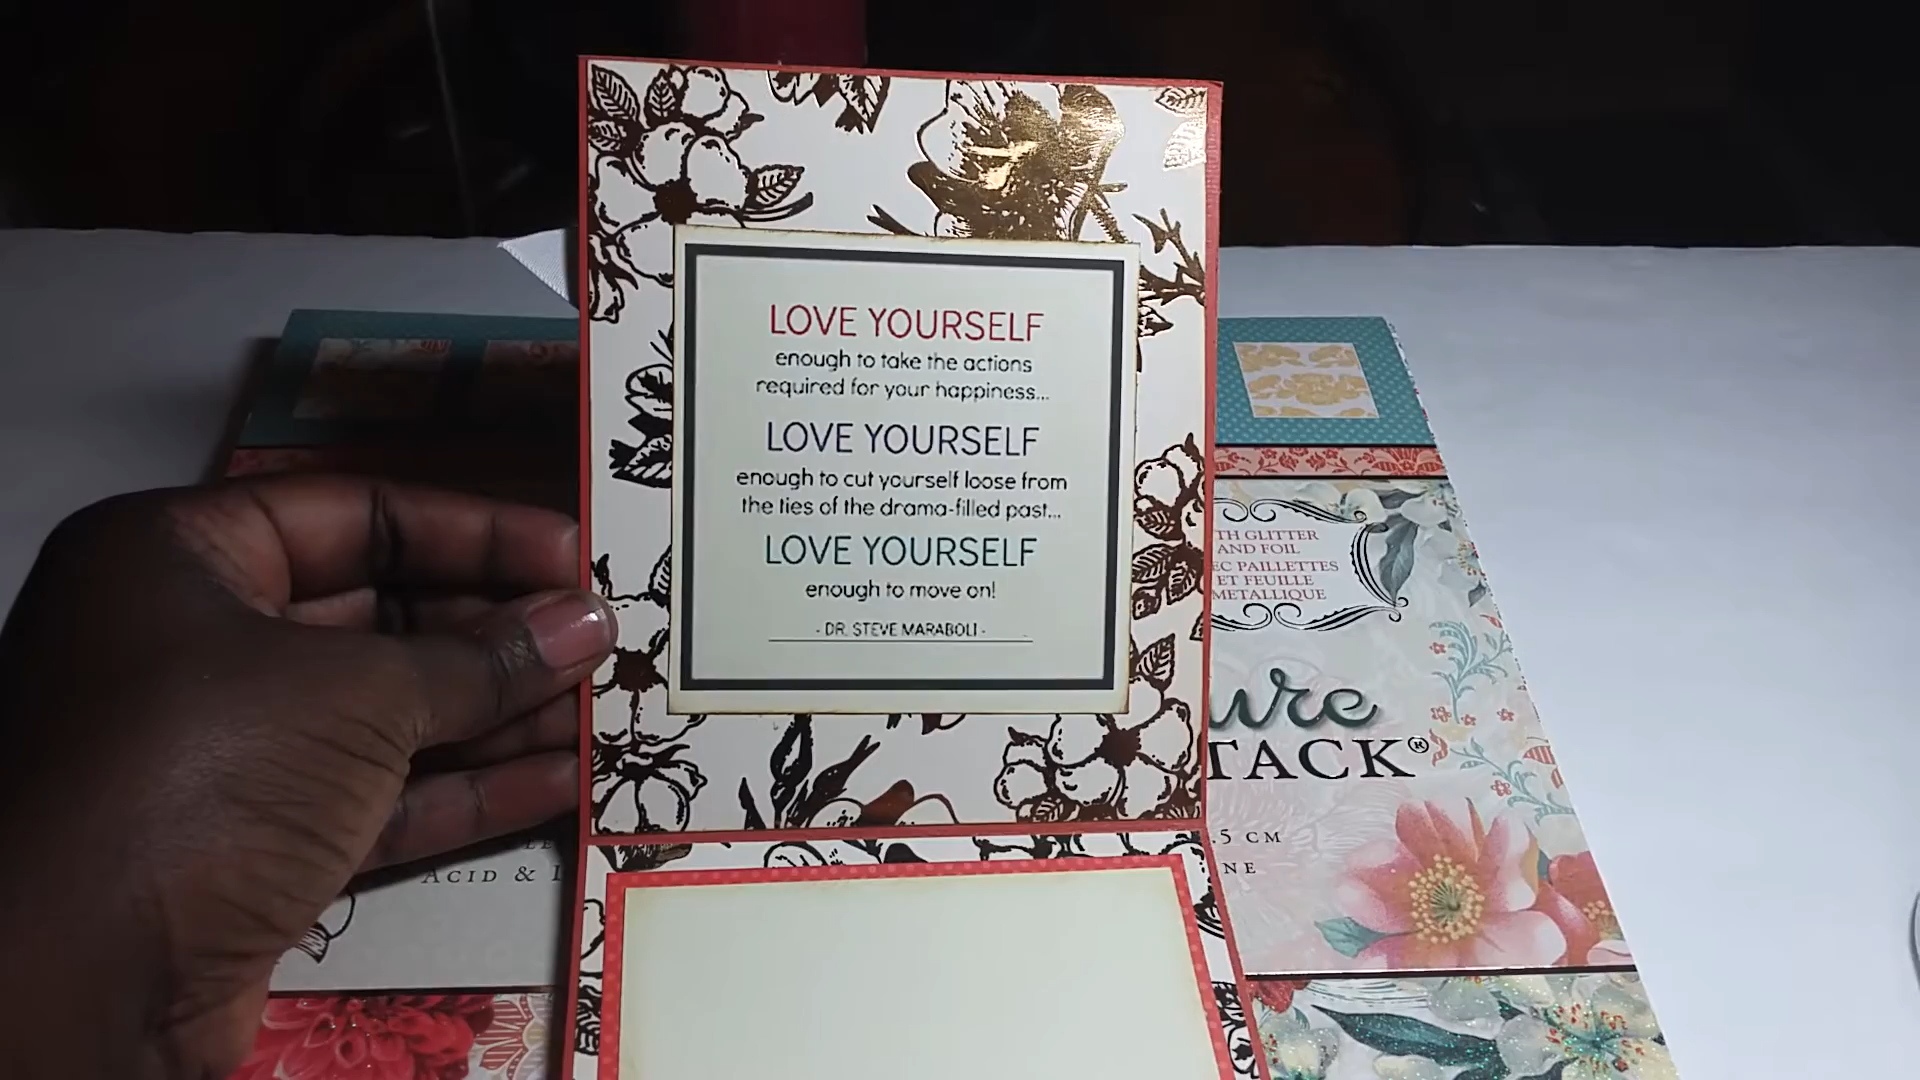 LOVE YOURSELF
enough to take the actions
required for your happiness...
LOVE YOURSELF
enough to cut yourself loose from
the ties of the drama-filled past...
LOVE YOURSELF
enough to move on!
- DR. STEVE MARABOLI -
TH GLITTER
AND FOIL
EC PAILLETTES
ET FEUILLE
METALLIQUE
ure
TACK®
.5 CM
NE
ACID &